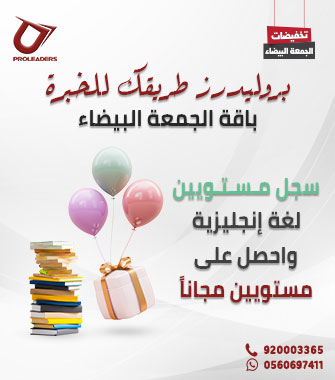 PROLEADERS
تخفيضات
الجمعة البيضاء
بروليدرز طريقك للخبرة
باقة الجمعة البيضاء
سجل مستويين
لغة إنجليزية
واحصل على
مستويين مجاناً
920003365
0560697411